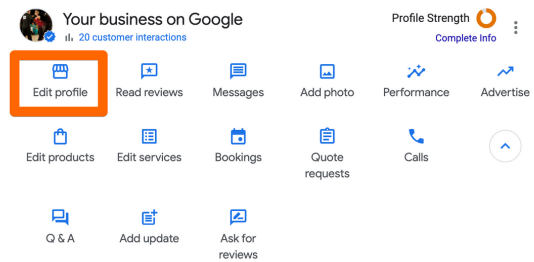 Your business on Google
Profile Strength
20 customer interactions
Complete Info
Edit profile
Read reviews
Messages
Add photo
Performance
Advertise
Edit products
Edit services
Bookings
Quote
requests
Calls
Q & A
Add update
Ask for
reviews